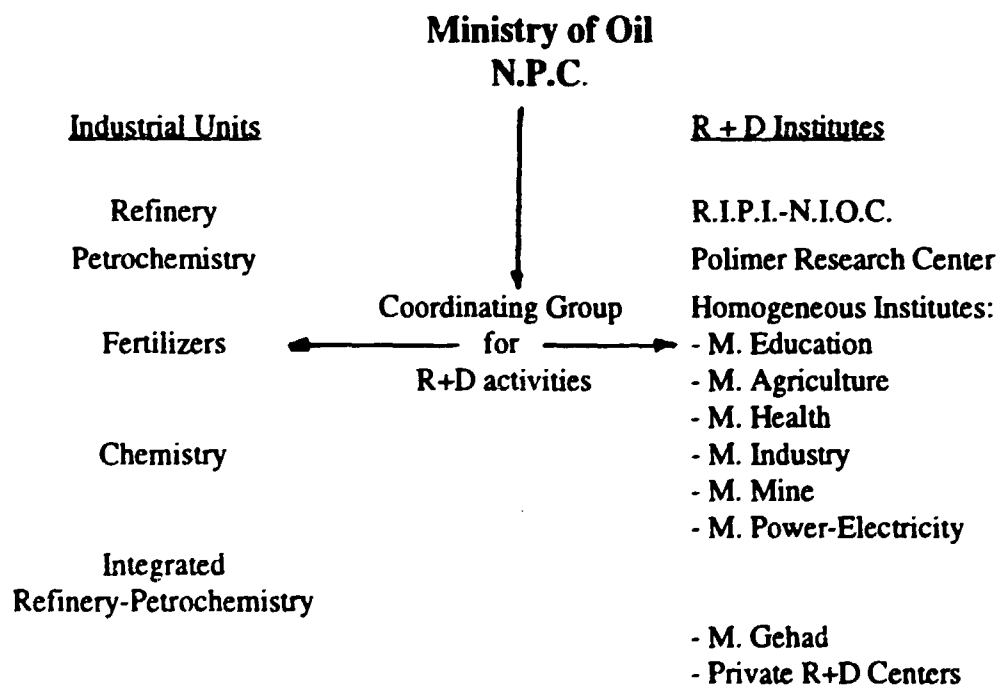 Ministry of Oil
N.P.C.
Industrial Units
Refinery
Petrochemistry
Fertilizers
Chemistry
Integrated
Refinery-Petrochemistry
Coordinating Group
for
R+D activities
R + D Institutes
R.I.P.I.-N.I.O.C.
Polimer Research Center
Homogeneous Institutes:
- M. Education
- M. Agriculture
- M. Health
- M. Industry
- M. Mine
- M. Power-Electricity
- M. Gehad
- Private R+D Centers